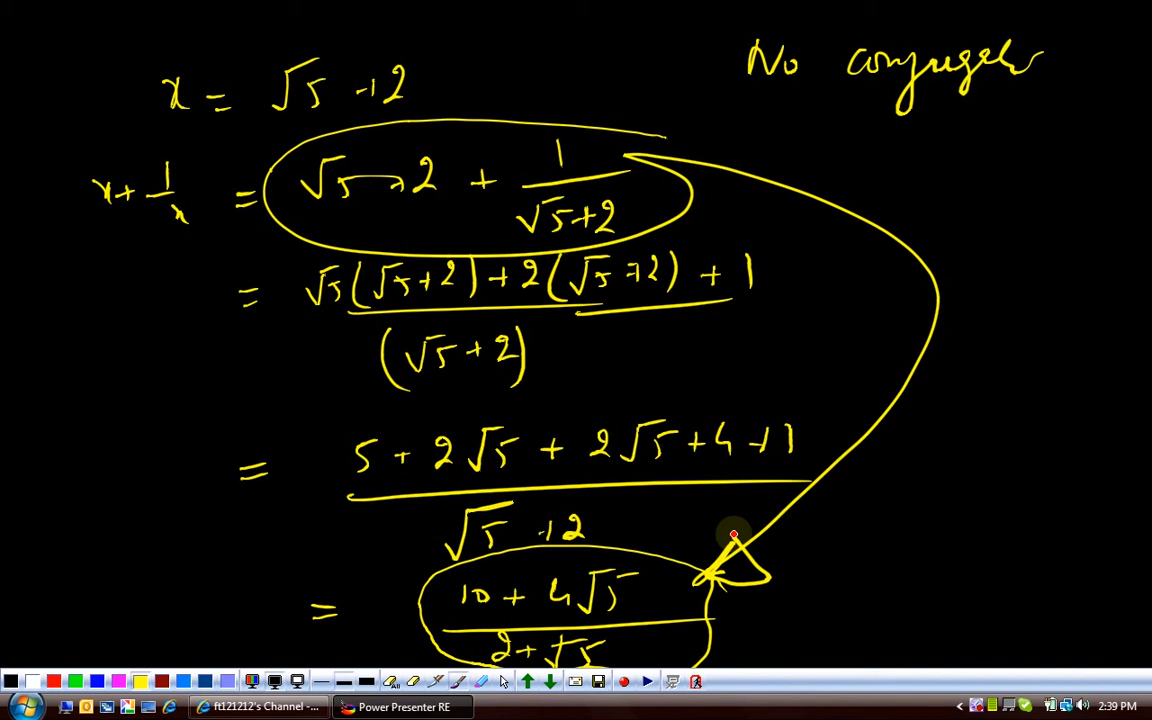 No conjugate
x = √5 + 2
x + 1/x = √5 + 2 + 1/(√5+2)
= (√5(√5+2) + 2(√5+2) + 1)/(√5+2)
= (5 + 2√5 + 2√5 + 4 + 1)/(√5 + 2)
= (10 + 4√5)/(2+√5)
ft121212's Channel -...
Power Presenter RE
2:39 PM